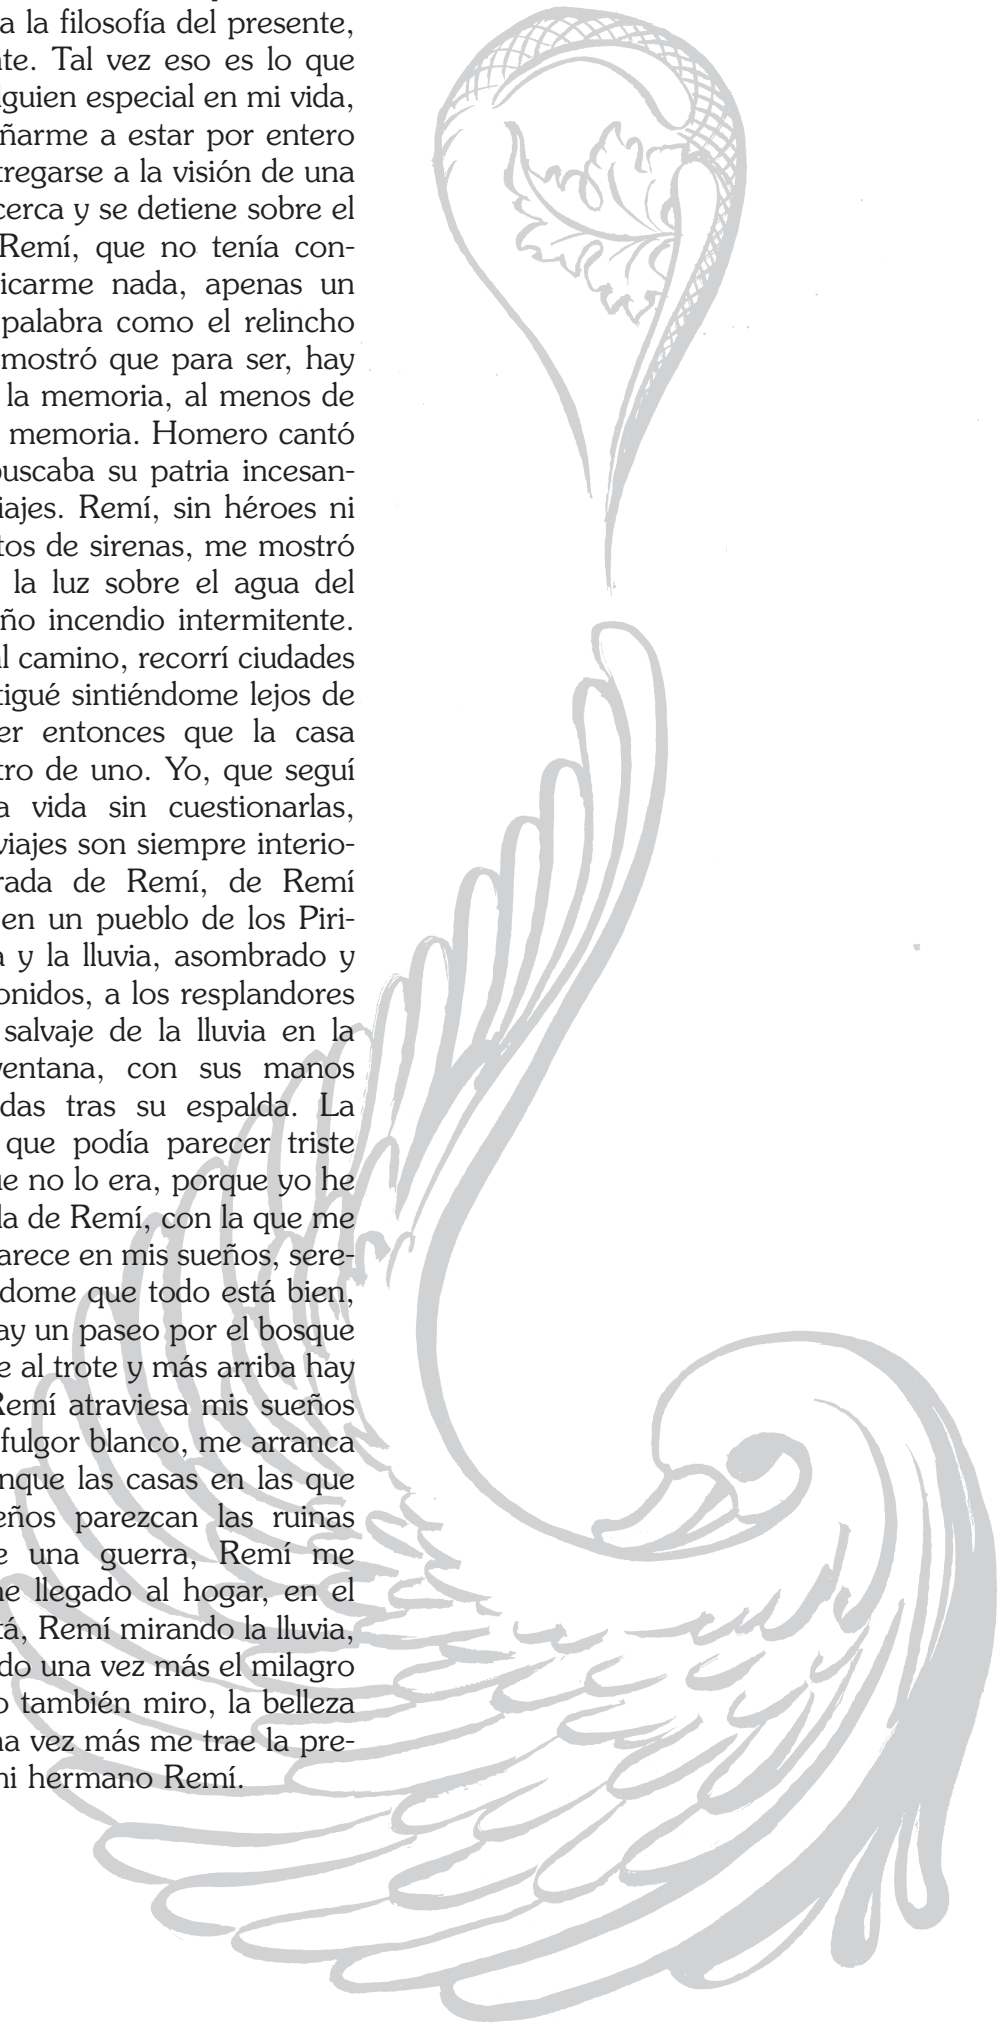 a la filosofía del presente,
te. Tal vez eso es lo que
lguien especial en mi vida,
ñarme a estar por entero
tregarse a la visión de una
cerca y se detiene sobre el
Remí, que no tenía con-
icarme nada, apenas un
palabra como el relincho
mostró que para ser, hay
la memoria, al menos de
memoria. Homero cantó
buscaba su patria incesan-
iajes. Remí, sin héroes ni
tos de sirenas, me mostró
la luz sobre el agua del
ño incendio intermitente.
al camino, recorrí ciudades
tigué sintiéndome lejos de
er entonces que la casa
tro de uno. Yo, que seguí
a vida sin cuestionarlas,
viajes son siempre interio-
rada de Remí, de Remí
en un pueblo de los Piri-
a y la lluvia, asombrado y
onidos, a los resplandores
salvaje de la lluvia en la
ventana, con sus manos
das tras su espalda. La
que podía parecer triste
ue no lo era, porque yo he
da de Remí, con la que me
arece en mis sueños, sere-
dome que todo está bien,
ay un paseo por el bosque
e al trote y más arriba hay
Remí atraviesa mis sueños
fulgor blanco, me arranca
nque las casas en las que
eños parezcan las ruinas
e una guerra, Remí me
he llegado al hogar, en el
tá, Remí mirando la lluvia,
do una vez más el milagro
o también miro, la belleza
na vez más me trae la pre-
mi hermano Remí.